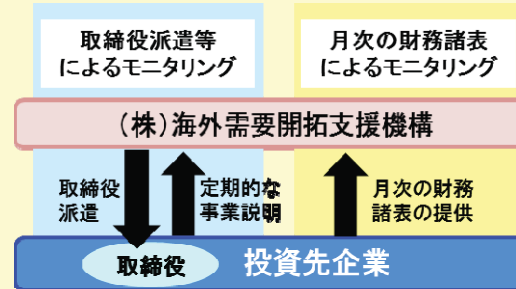 取締役派遣等
によるモニタリング
月次の財務諸表
によるモニタリング
(株)海外需要開拓支援機構
取締役
派遣
定期的な
事業説明
月次の財務
諸表の提供
取締役
投資先企業